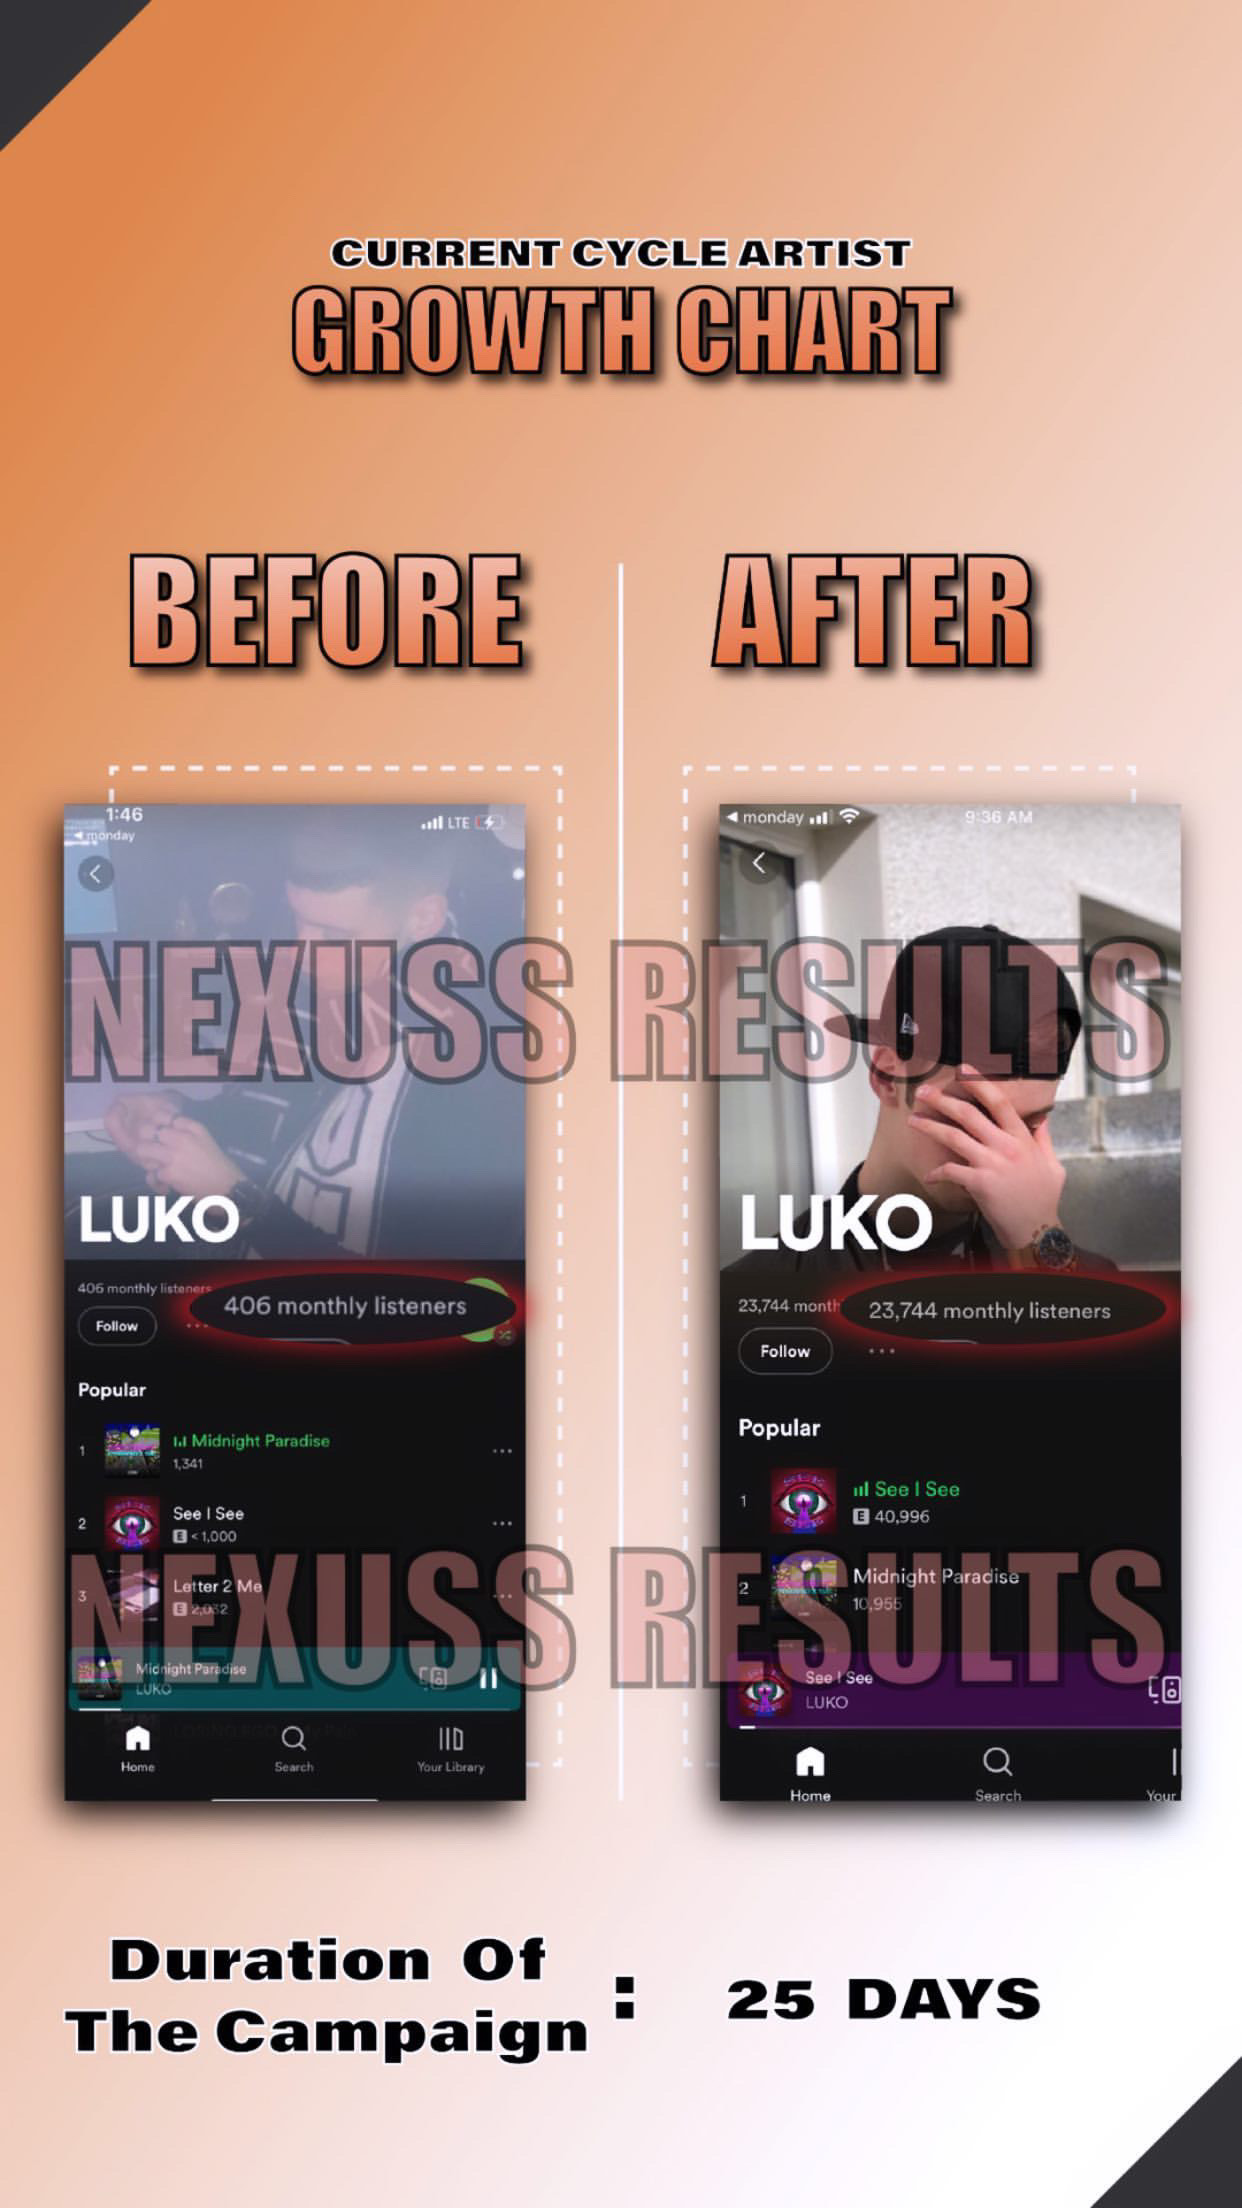 CURRENT CYCLE ARTIST
GROWTH CHART
BEFORE
AFTER
1:46
LTE
monday
monday
9:36 AM
NEXUSS RESULTS
LUKO
406 monthly listeners
406 monthly listeners
Follow
Popular
1
Midnight Paradise
1,341
2
See I See
E <1,000
3
Letter 2 Me
E 2,032
Midnight Paradise
LUKO
Home
Search
Your Library
LUKO
23,744 month
23,744 monthly listeners
Follow
Popular
1
See I See
E 40,996
2
Midnight Paradise
10,955
NEXUSS RESULTS
See I See
LUKO
Home
Search
Your
Duration Of
The Campaign
: 25 DAYS